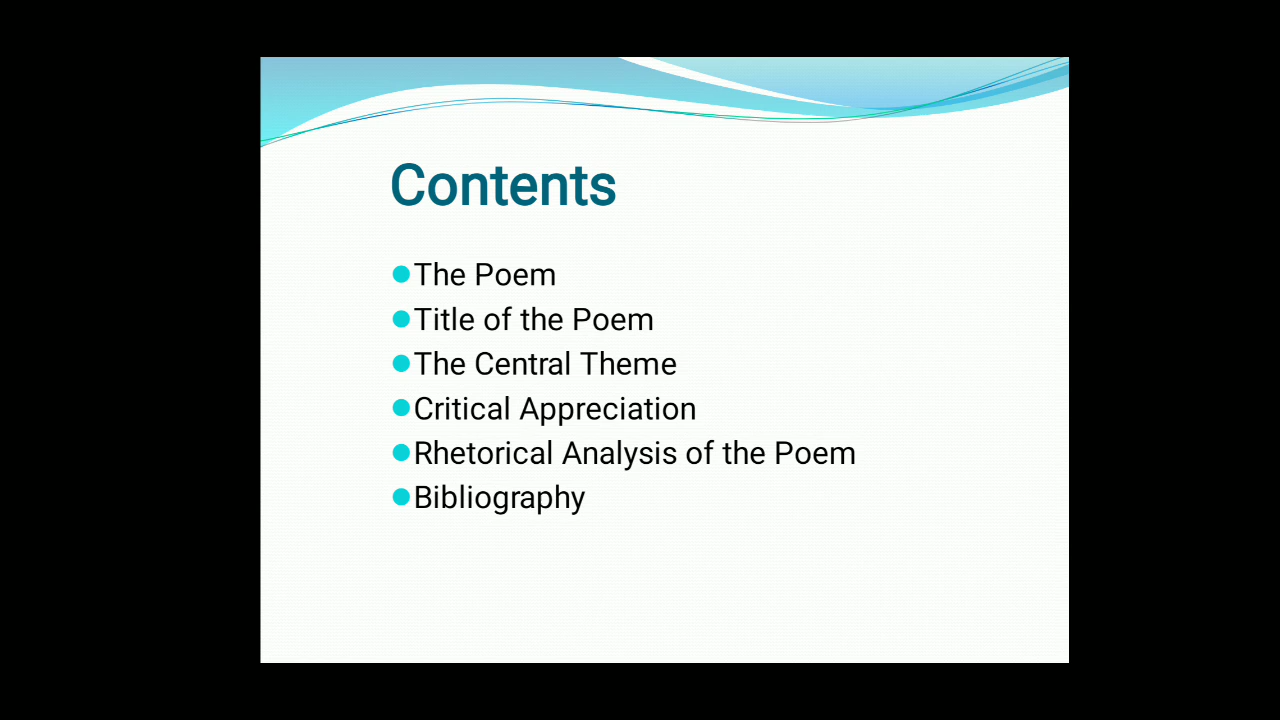 Contents
The Poem
Title of the Poem
The Central Theme
Critical Appreciation
Rhetorical Analysis of the Poem
Bibliography